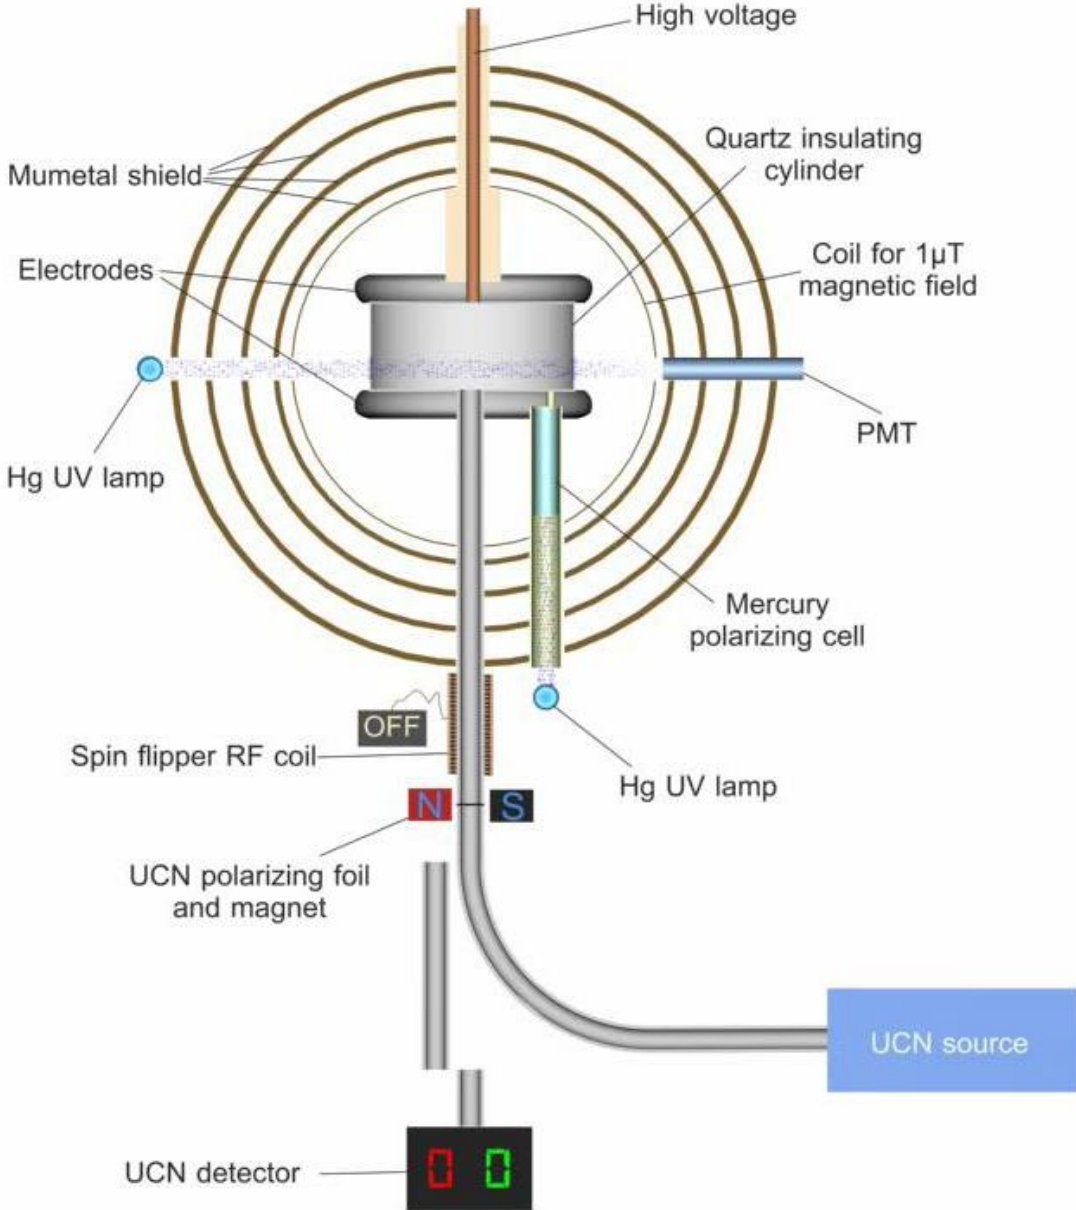 High voltage
Quartz insulating
cylinder
Mumetal shield
Electrodes
Coil for 1µT
magnetic field
PMT
Hg UV lamp
Mercury
polarizing cell
OFF
Spin flipper RF coil
Hg UV lamp
N S
UCN polarizing foil
and magnet
UCN source
UCN detector
0 0